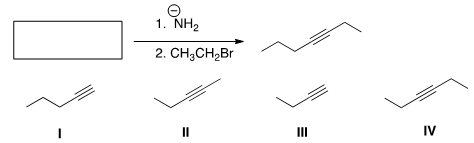 1. ⊖NH₂
2. CH₃CH₂Br
I II III IV